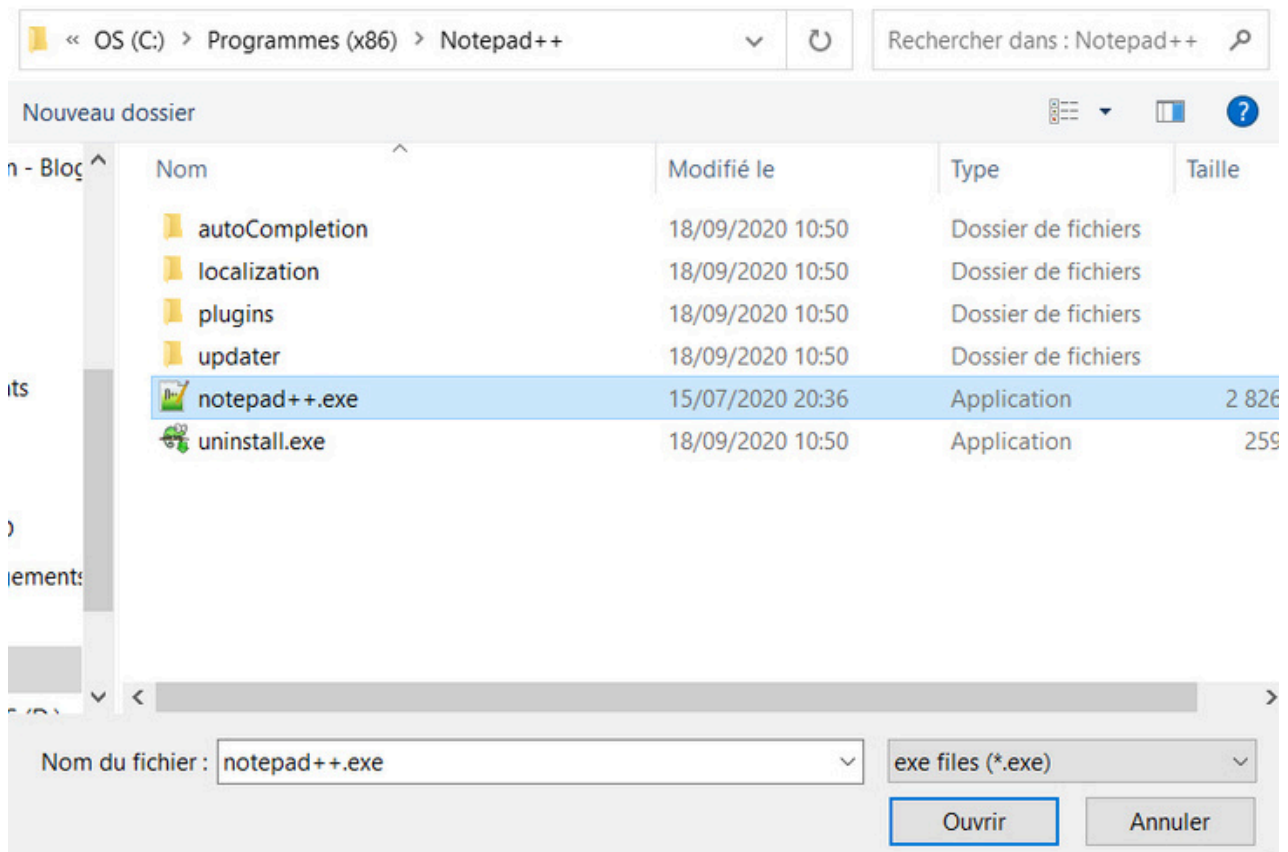 « OS (C:) > Programmes (x86) > Notepad++ Rechercher dans : Notepad++
Nouveau dossier
n - Blog
Nom Modifié le Type Taille
autoCompletion 18/09/2020 10:50 Dossier de fichiers
localization 18/09/2020 10:50 Dossier de fichiers
plugins 18/09/2020 10:50 Dossier de fichiers
updater 18/09/2020 10:50 Dossier de fichiers
nts
notepad++.exe 15/07/2020 20:36 Application 2 826
uninstall.exe 18/09/2020 10:50 Application 259
ements
Nom du fichier : notepad++.exe exe files (*.exe)
Ouvrir Annuler